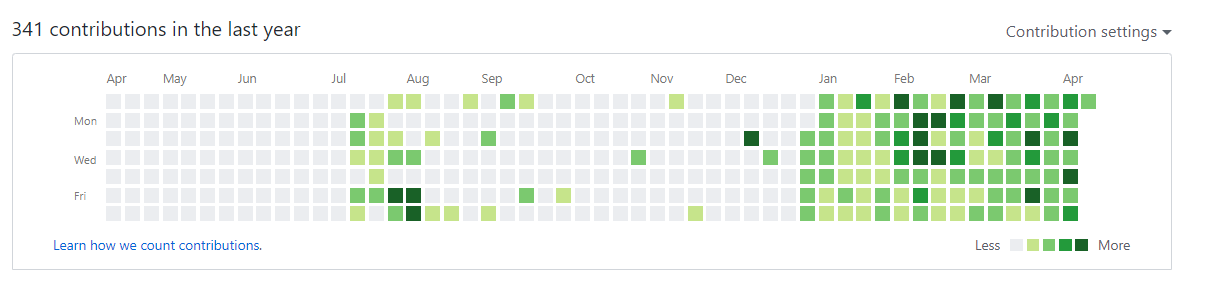 341 contributions in the last year
Contribution settings
Apr May Jun Jul Aug Sep Oct Nov Dec Jan Feb Mar Apr
Mon
Wed
Fri
Learn how we count contributions.
Less More